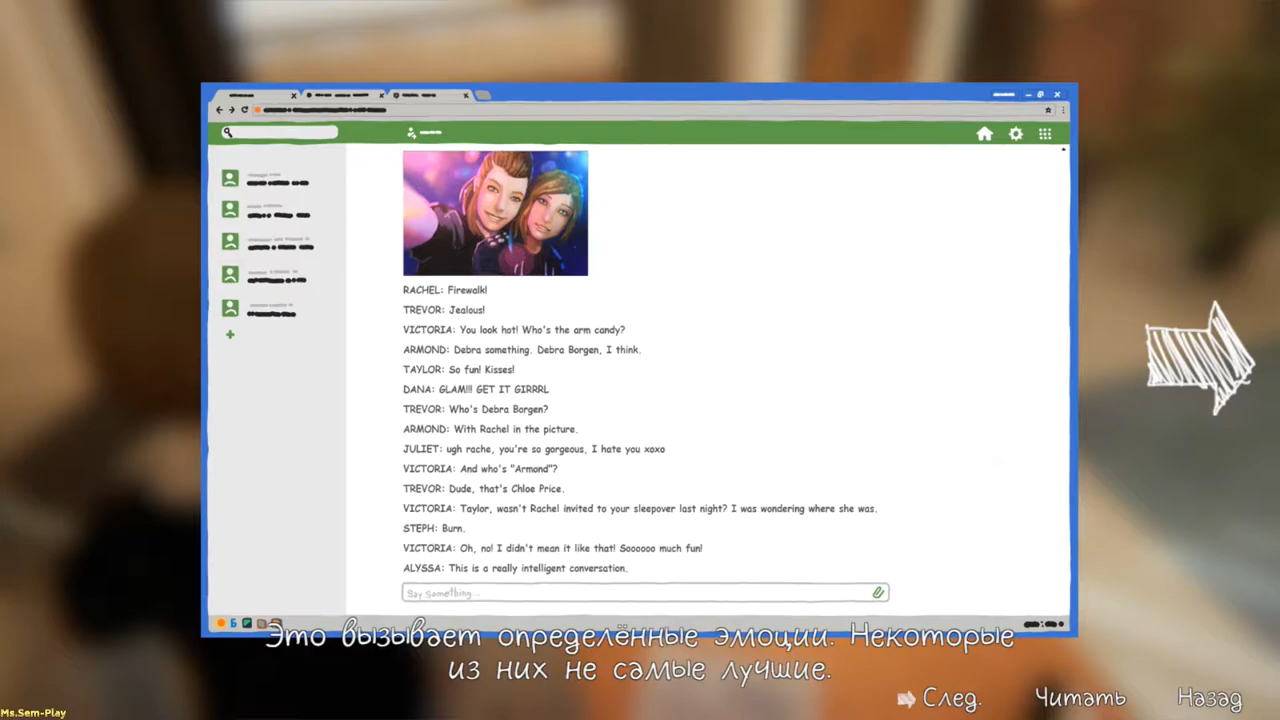 RACHEL: Firewalk!
TREVOR: Jealous!
VICTORIA: You look hot! Who's the arm candy?
ARMOND: Debra something. Debra Borgen, I think.
TAYLOR: So fun! Kisses!
DANA: GLAM!!! GET IT GIRRRL
TREVOR: Who's Debra Borgen?
ARMOND: With Rachel in the picture.
JULIET: ugh rache, you're so gorgeous, I hate you xoxo
VICTORIA: And who's "Armond"?
TREVOR: Dude, that's Chloe Price.
VICTORIA: Taylor, wasn't Rachel invited to your sleepover last night? I was wondering where she was.
STEPH: Burn.
VICTORIA: Oh, no! I didn't mean it like that! Soooooo much fun!
ALYSSA: This is a really intelligent conversation.
Say Something...
Это вызывает определённые эмоции. Некоторые
из них не самые лучшие.
След. Читать Назад
Ms.Sem-Play